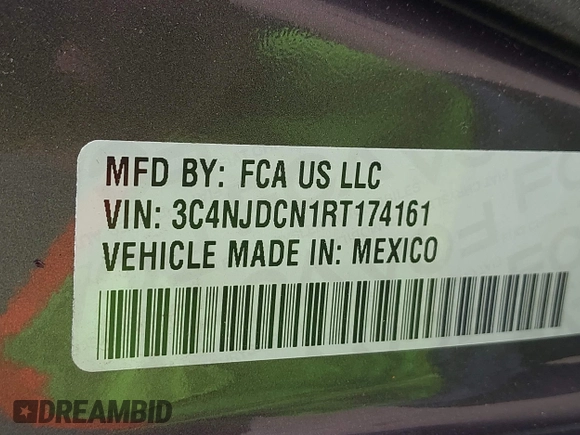 MFD BY: FCA US LLC
VIN: 3C4NJDCN1RT174161
VEHICLE MADE IN: MEXICO
DREAMBID